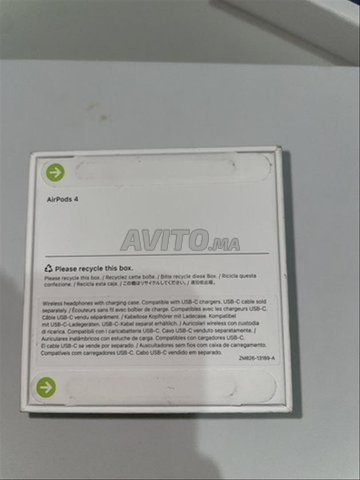 AirPods 4
AVITO.MA
Please recycle this box.
Please recycle this box. / Recyclez cette boîte. / Bitte recycle diese Box. / Ricicla questa
confezione. / Recicla esta caja. / この箱はリサイクルしてください。/ 请回收此箱。
Wireless headphones with charging case. Compatible with USB-C chargers. USB-C cable sold
separately. / Écouteurs sans fil avec boîtier de charge. Compatibles avec les chargeurs USB-C.
Câble USB-C vendu séparément. / Kabellose Kopfhörer mit Ladecase. Kompatibel
mit USB-C Ladegeräten. USB-C Kabel separat erhältlich. / Auricolari wireless con custodia
di ricarica. Compatibili con i caricabatterie USB-C. Cavo USB-C venduto separatamente. /
Auriculares inalámbricos con estuche de carga. Compatibles con cargadores USB-C.
El cable USB-C se vende por separado. / Auscultadores sem fios com caixa de carregamento.
Compatíveis com carregadores USB-C. Cabo USB-C vendido em separado.